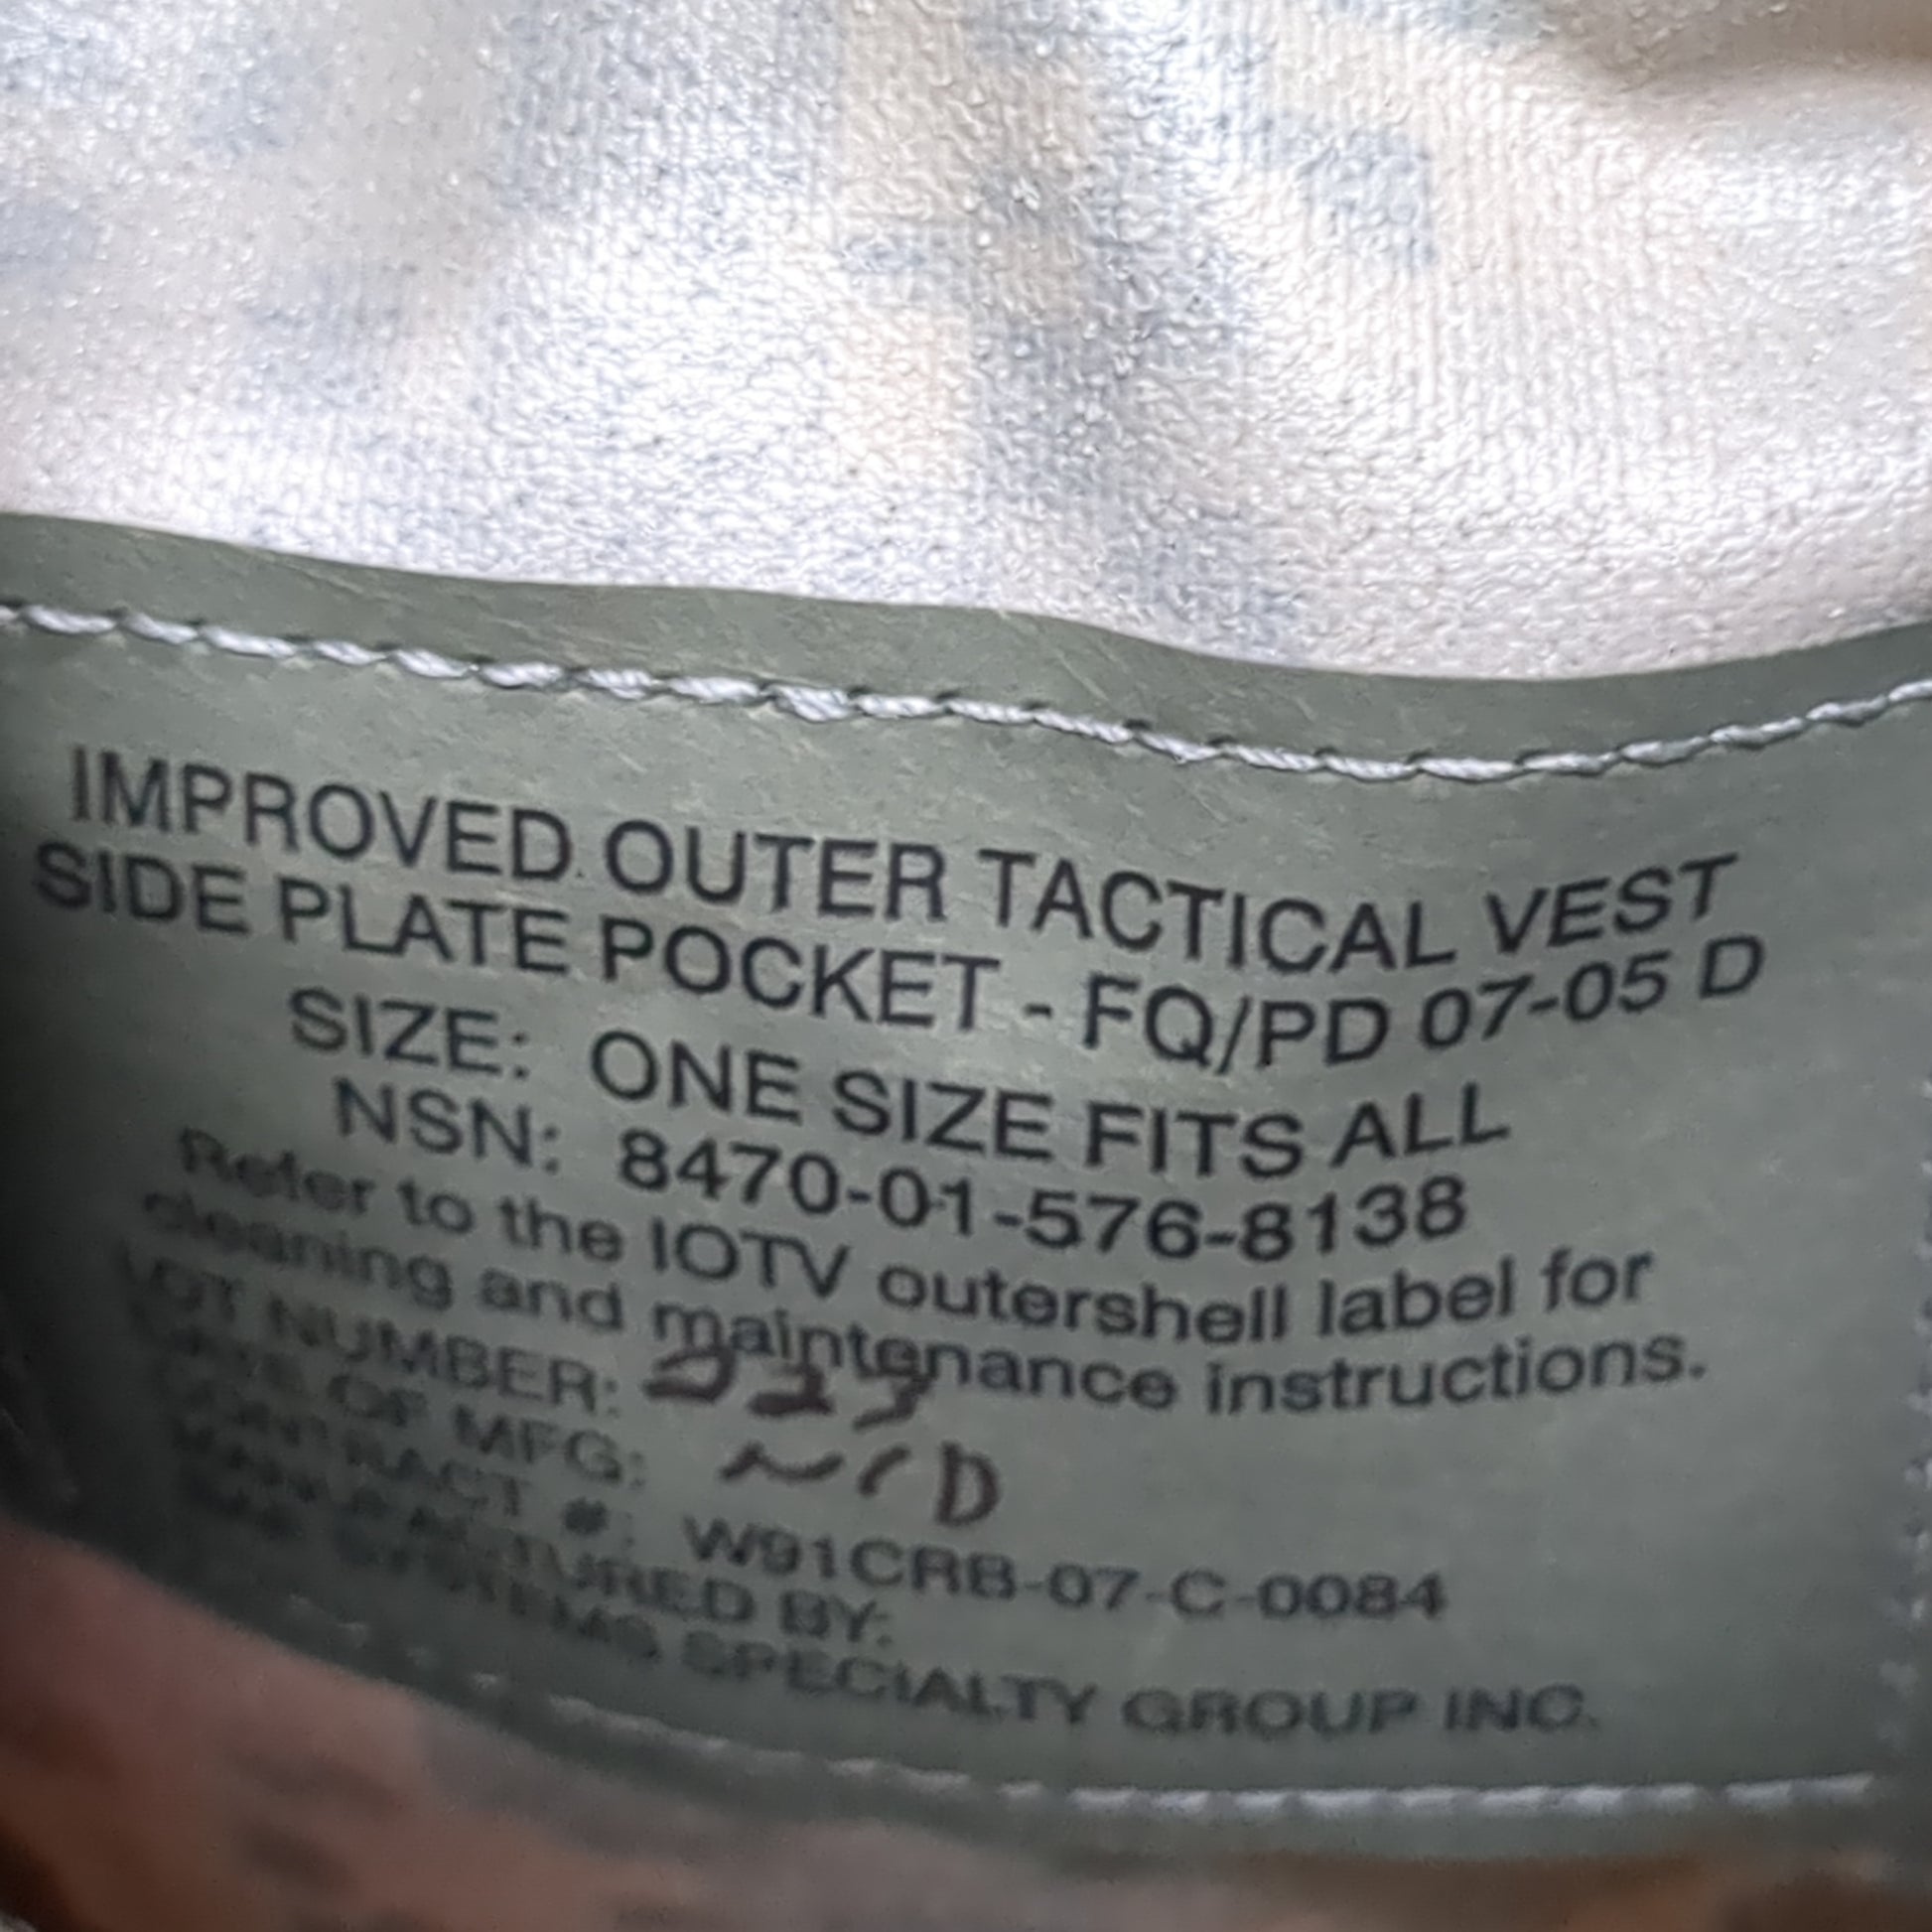 IMPROVED OUTER TACTICAL VEST
SIDE PLATE POCKET - FQ/PD 07-05 D
SIZE: ONE SIZE FITS ALL
NSN: 8470-01-576-8138
Refer to the IOTV outershell label for
cleaning and maintenance instructions.
LOT NUMBER:
DATE OF MFG:
CONTRACT #: W91CRB-07-C-0084
MANUFACTURED BY:
SYSTEMS SPECIALTY GROUP INC.